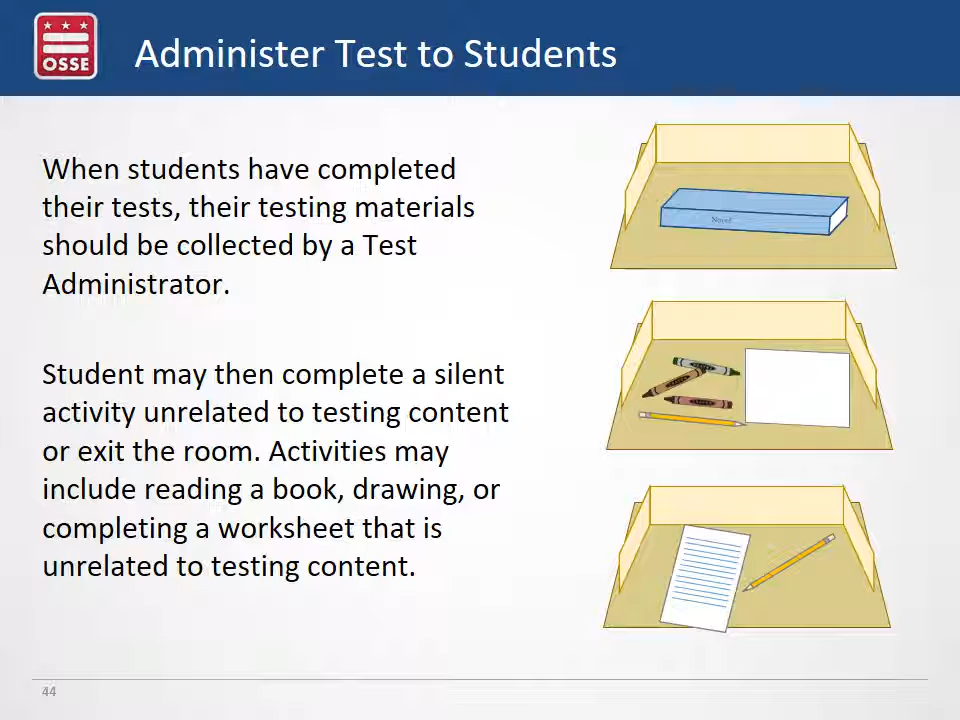 OSSE
Administer Test to Students
When students have completed
their tests, their testing materials
should be collected by a Test
Administrator.
Student may then complete a silent
activity unrelated to testing content
or exit the room. Activities may
include reading a book, drawing, or
completing a worksheet that is
unrelated to testing content.
Novel
44